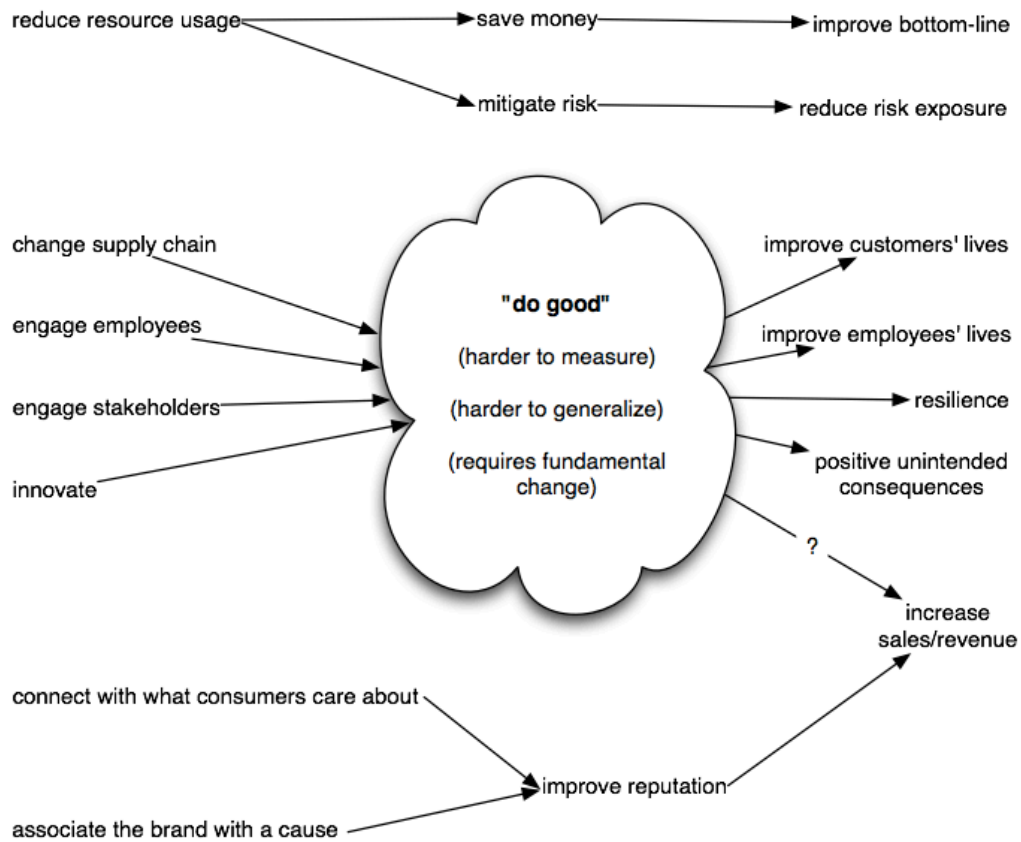 reduce resource usage
save money
improve bottom-line
mitigate risk
reduce risk exposure
change supply chain
engage employees
engage stakeholders
innovate
"do good"
(harder to measure)
(harder to generalize)
(requires fundamental
change)
improve customers' lives
improve employees' lives
resilience
positive unintended
consequences
?
increase
sales/revenue
connect with what consumers care about
improve reputation
associate the brand with a cause